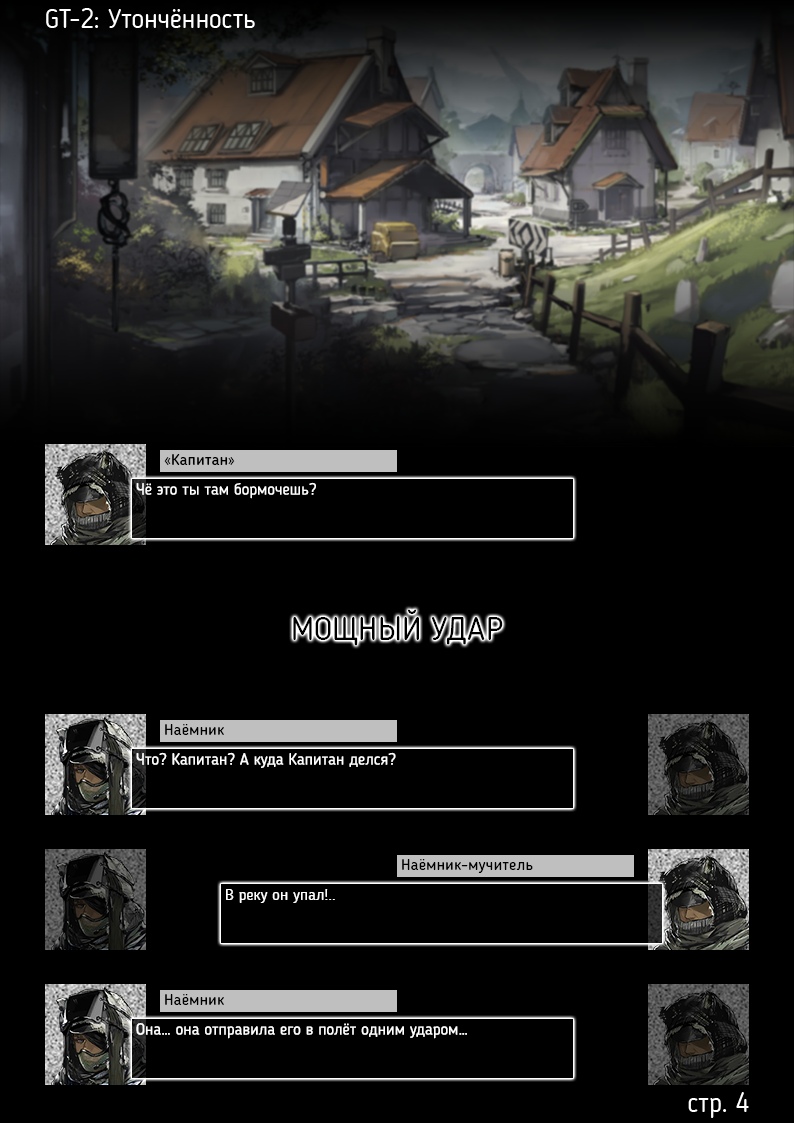 GT-2: Утончённость
«Капитан»
Чё это ты там бормочешь?
МОЩНЫЙ УДАР
Наёмник
Что? Капитан? А куда Капитан делся?
Наёмник-мучитель
В реку он упал!..
Наёмник
Она... она отправила его в полёт одним ударом...
стр. 4